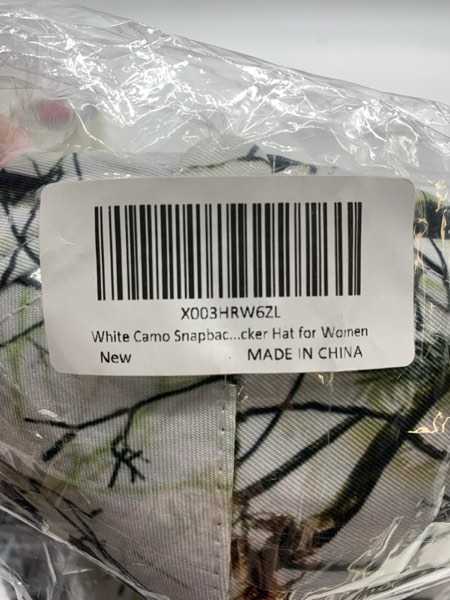 X003HRW6ZL
White Camo Snapbac...cker Hat for Women
New MADE IN CHINA